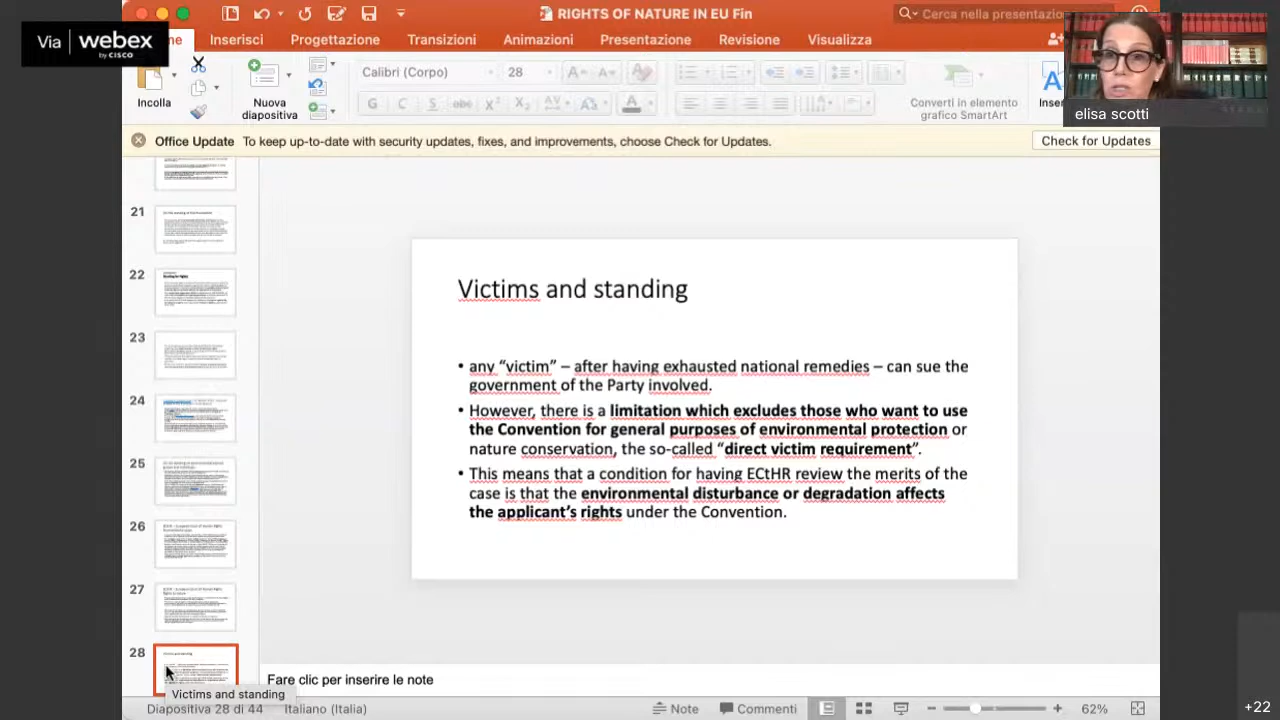 RIGHTS OF NATURE IN EU Fin
Cerca nella presentazio
Via webex
by CISCO
me Inserisci Progettazione Transizioni Animazioni Presentazione Revisione Visualizza
Calibri (Corpo) 28
Incolla
Nuova
diapositiva
G
Converti in elemento
grafico SmartArt
Inser
elisa scotti
Office Update To keep up-to-date with security updates, fixes, and improvements, choose Check for Updates.
Check for Updates
21
22
23
24
25
26
27
28
Victims and standing
• any “victim” – after having exhausted national remedies – can sue the
government of the Party involved.
• However, there is a limitation which excludes those who want to use
the Convention for general purposes of environmental protection or
nature conservation, the so-called “direct victim requirement”.
• Thus, what a for having ECtHR review the of the
case is that the environmental disturbance or degradation affects
the applicant’s rights under the Convention.
Victims and standing
Fare clic per inserire le note
Diapositiva 28 di 44 Italiano (Italia) Note Commenti 62%
+22